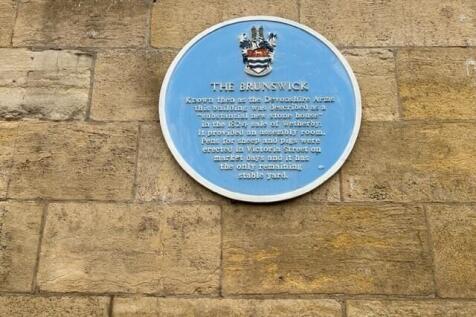 THE BRUNSWICK
Known then as the Devonshire Arms
this building was described as a
"substantial new stone house"
in the 1824 sale of Wetherby.
It provided an assembly room.
Pens for sheep and pigs were
erected in Victoria Street on
market days and it has
the only remaining
stable yard.